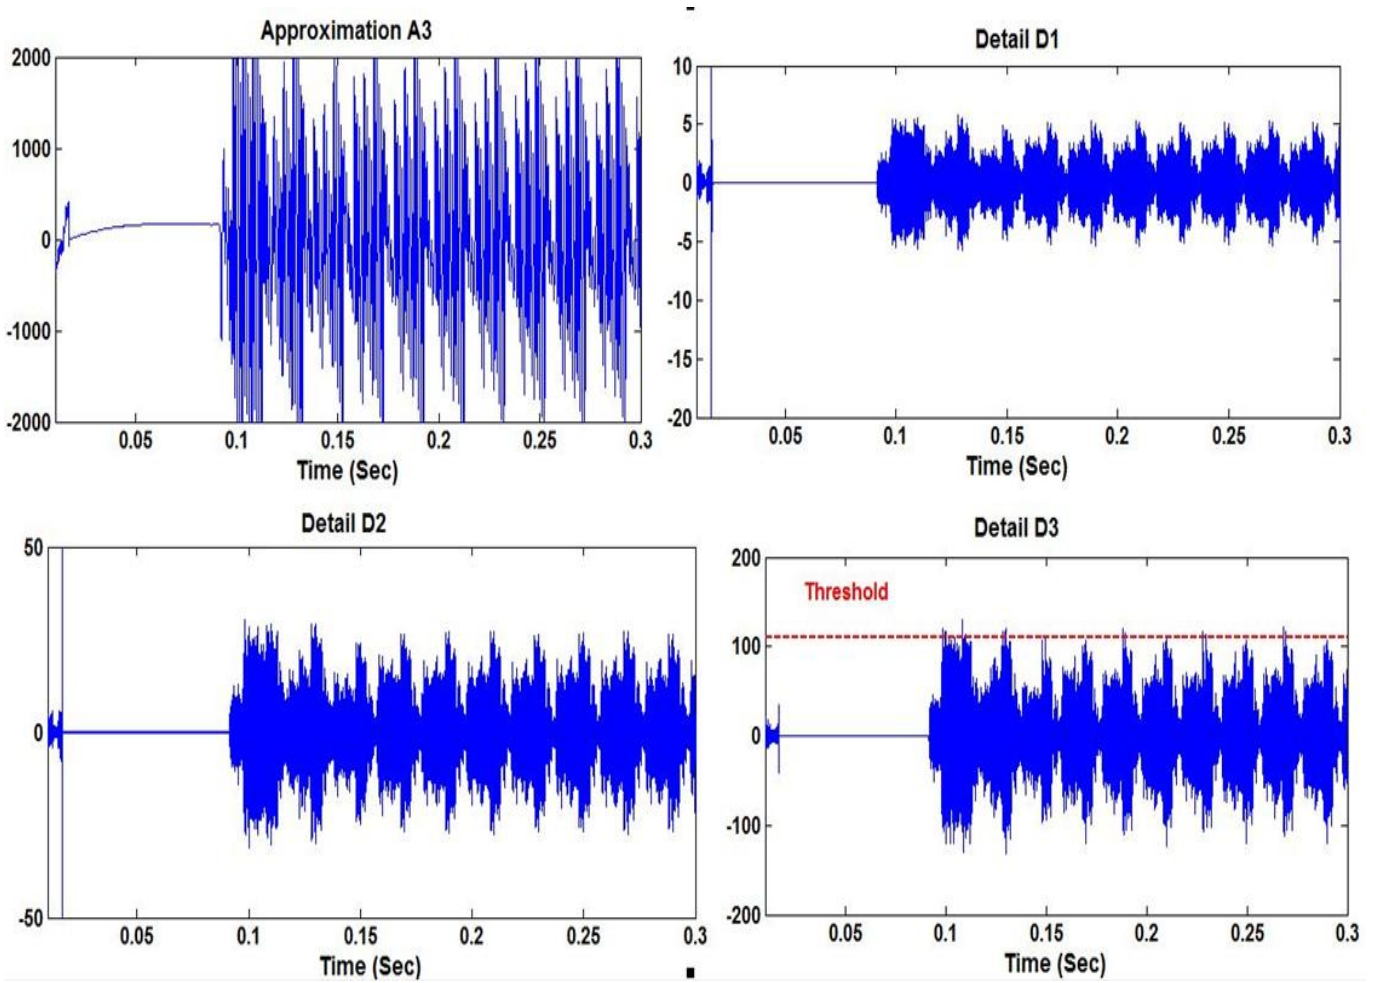 Approximation A3
2000
1000
0
-1000
-2000
0.05 0.1 0.15 0.2 0.25 0.3
Time (Sec)
Detail D1
10
5
0
-5
-10
-15
-20
0.05 0.1 0.15 0.2 0.25 0.3
Time (Sec)
Detail D2
50
0
-50
0.05 0.1 0.15 0.2 0.25 0.3
Time (Sec)
Detail D3
200
Threshold
100
0
-100
-200
0.05 0.1 0.15 0.2 0.25 0.3
Time (Sec)